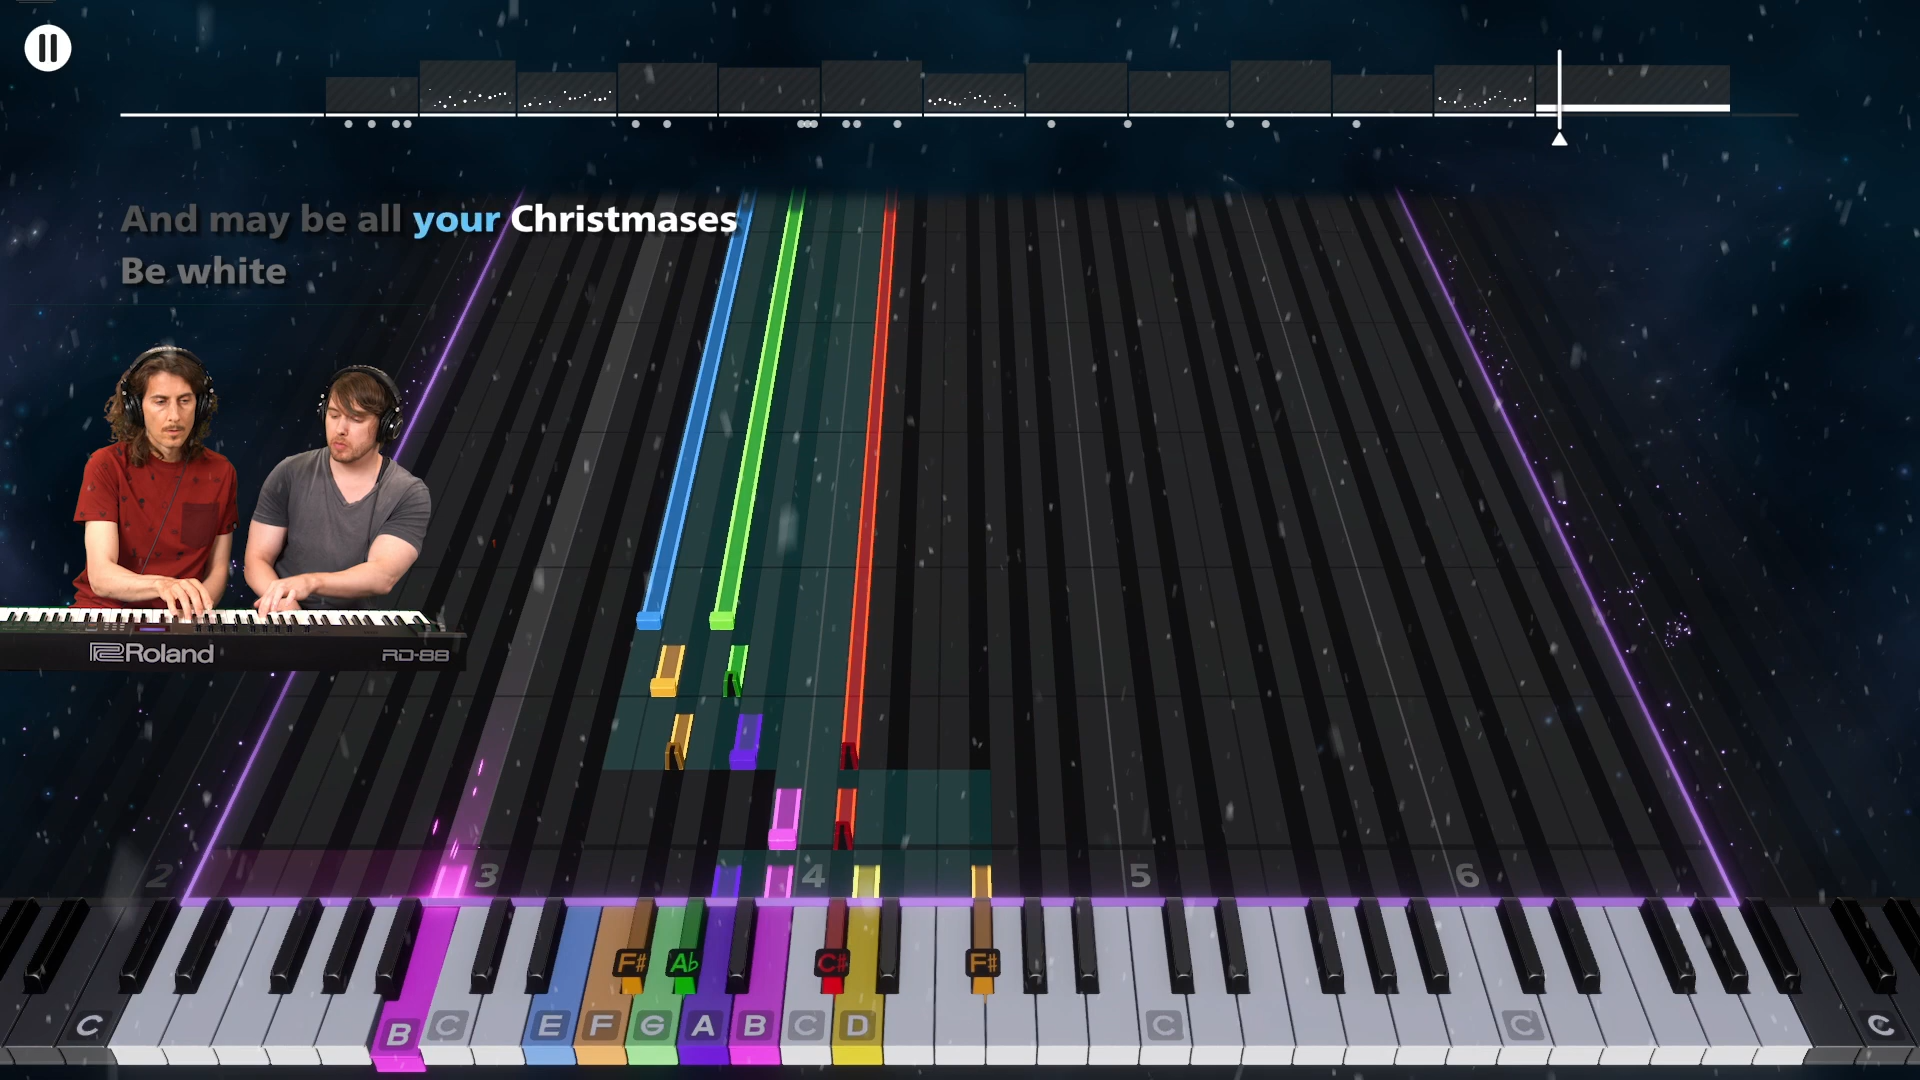 And may be all your Christmases
Be white
Roland RD-88
2 3 4 5 6
F# Ab C# F#
C B C E F G A B C D C C C